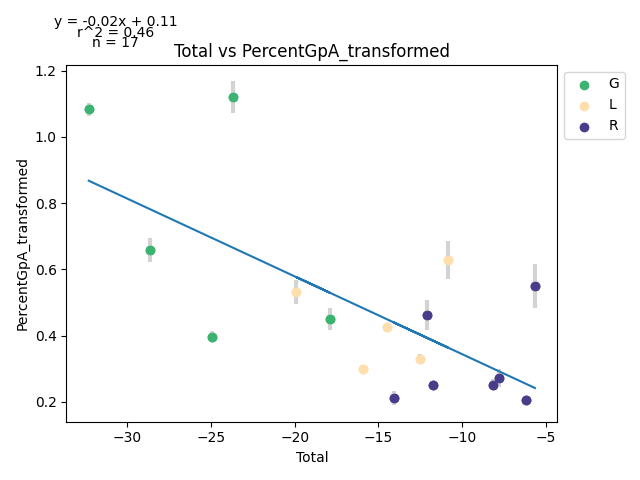 y = -0.02x + 0.11
r^2 = 0.46
n = 17
Total vs PercentGpA_transformed
G
L
R
1.2
1.0
0.8
0.6
0.4
0.2
PercentGpA_transformed
−30
−25
−20
−15
−10
−5
Total